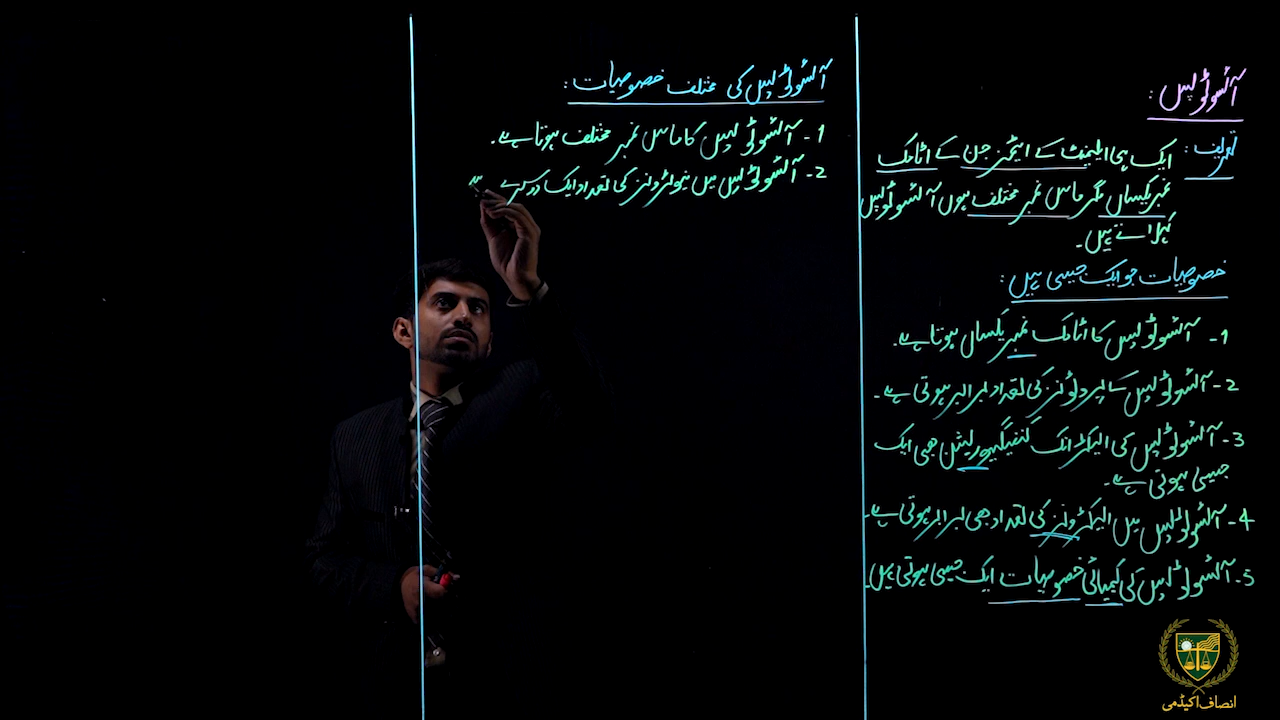 آئسوٹوپس :
تعریف : ایک ہی ایلیمنٹ کے ایٹمز جن کے اٹامک
نمبر یکساں مگر ماس نمبر مختلف ہوں آئسوٹوپس
کہلاتے ہیں۔
خصوصیات جو ایک جیسی ہیں :
1- آئسوٹوپس کا اٹامک نمبر یکساں ہوتا ہے۔
2- آئسوٹوپس کے پروٹونز کی تعداد برابر ہوتی ہے۔
3- آئسوٹوپس کی الیکٹرانک کنفیگیوریشن بھی ایک
جیسی ہوتی ہے۔
4- آئسوٹوپس میں الیکٹرونز کی تعداد بھی برابر ہوتی ہے۔
5- آئسوٹوپس کی کیمیائی خصوصیات ایک جیسی ہوتی ہیں۔
آئسوٹوپس کی مختلف خصوصیات :
1- آئسوٹوپس کا ماس نمبر مختلف ہوتا ہے۔
2- آئسوٹوپس میں نیوٹرونز کی تعداد ایک دوسرے سے
انصاف اکیڈمی